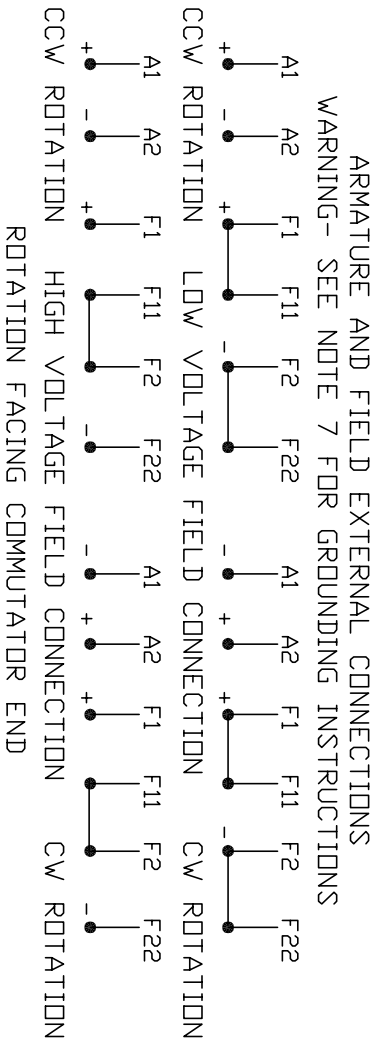 ARMATURE AND FIELD EXTERNAL CONNECTIONS
WARNING- SEE NOTE 7 FOR GROUNDING INSTRUCTIONS
A1 A2 F1 F11 F2 F22 A1 A2 F1 F11 F2 F22
+ - + - - + + -
CCW ROTATION LOW VOLTAGE FIELD CONNECTION CW ROTATION
A1 A2 F1 F11 F2 F22 A1 A2 F1 F11 F2 F22
+ - + - - + + -
CCW ROTATION HIGH VOLTAGE FIELD CONNECTION CW ROTATION
ROTATION FACING COMMUTATOR END